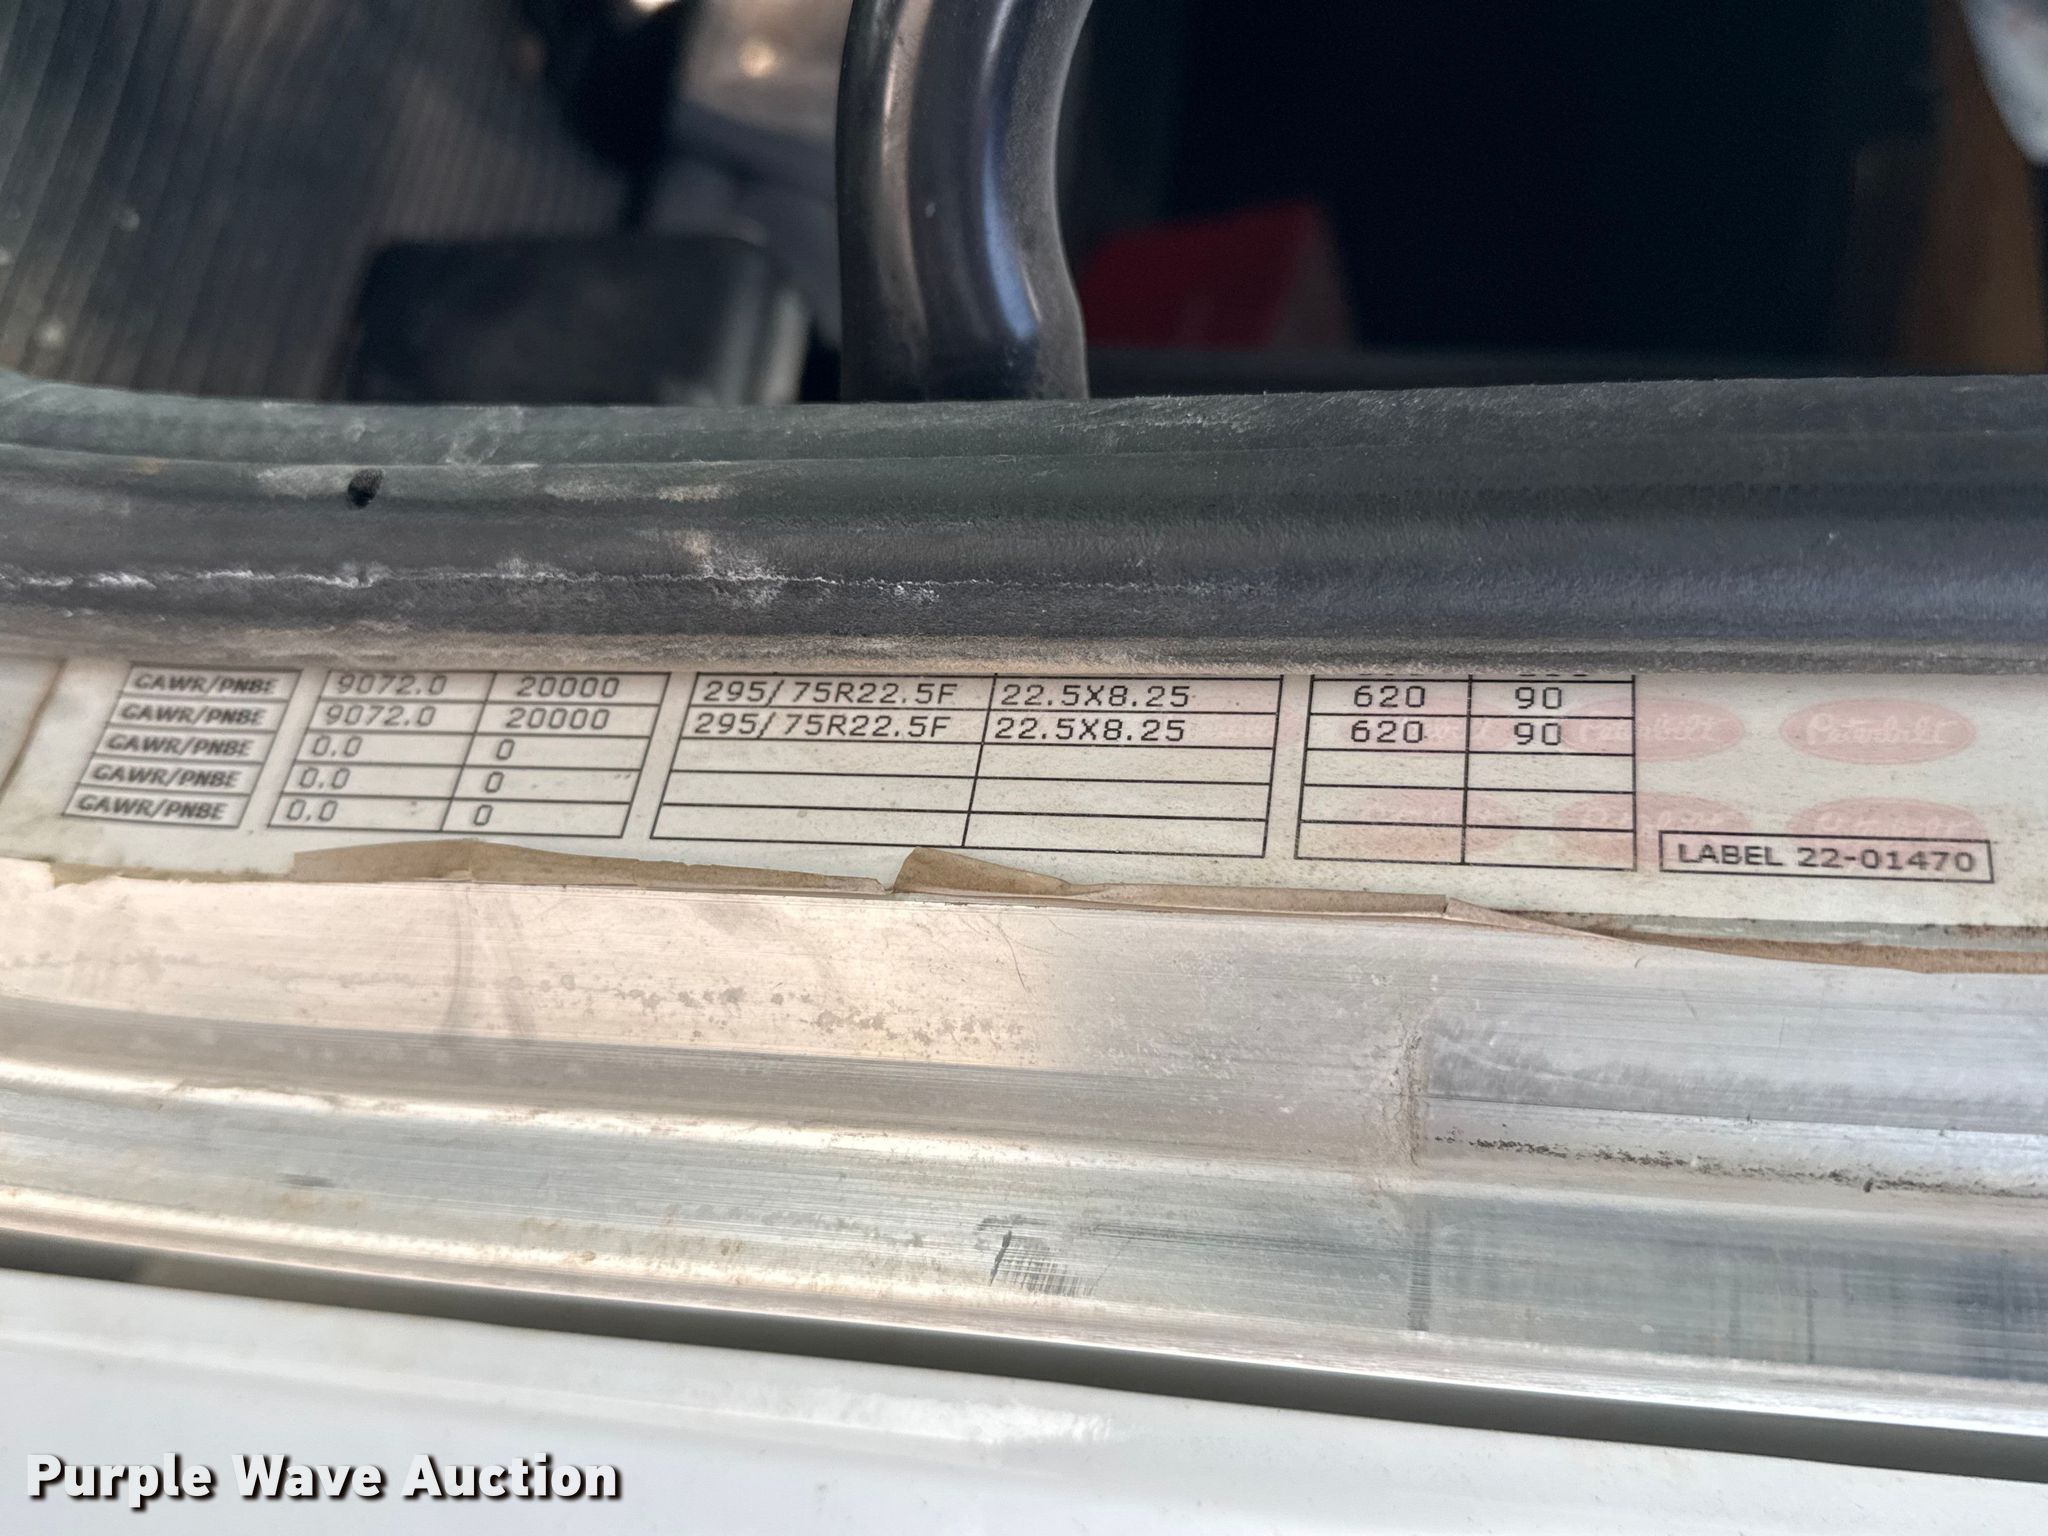 GAWR/PNBE 9072.0 20000 295/75R22.5F 22.5X8.25 620 90
GAWR/PNBE 9072.0 20000 295/75R22.5F 22.5X8.25 620 90
GAWR/PNBE 0.0 0
GAWR/PNBE 0.0 0
GAWR/PNBE 0.0 0
Peterbilt Peterbilt
LABEL 22-01470
Purple Wave Auction